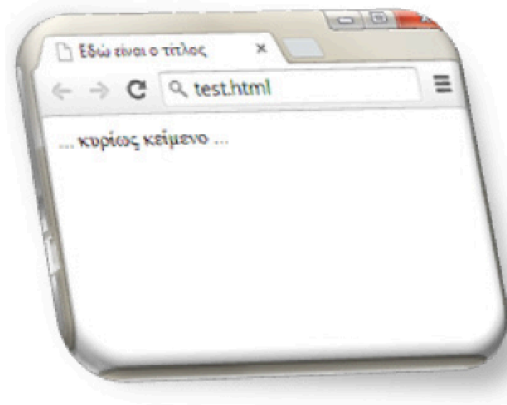 Εδώ είναι ο τίτλος
test.html
... κυρίως κείμενο ...